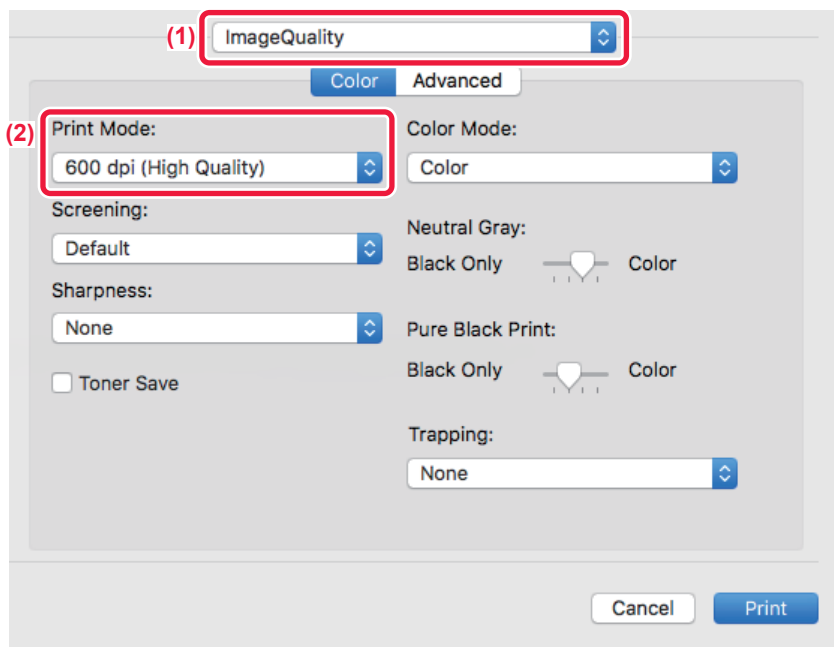 (1) ImageQuality
Color Advanced
(2) Print Mode:
600 dpi (High Quality)
Screening:
Default
Sharpness:
None
Toner Save
Color Mode:
Color
Neutral Gray:
Black Only Color
Pure Black Print:
Black Only Color
Trapping:
None
Cancel Print